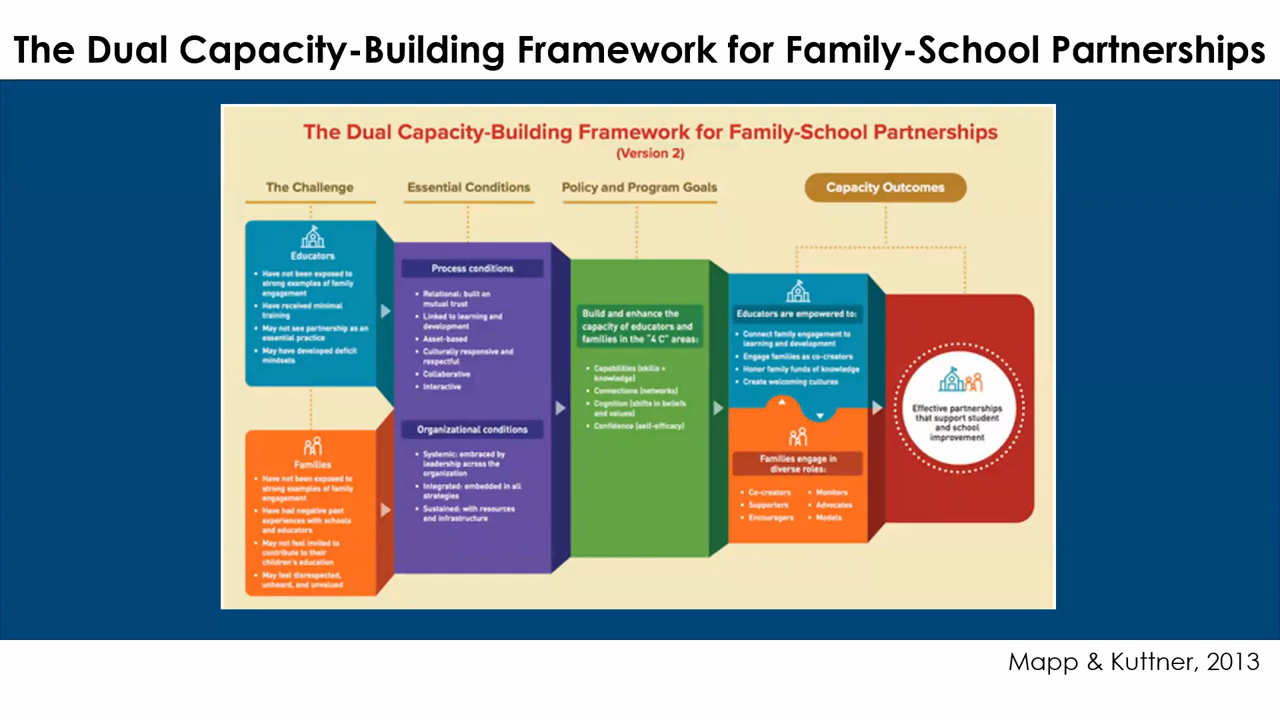 The Dual Capacity-Building Framework for Family-School Partnerships
The Dual Capacity-Building Framework for Family-School Partnerships
(Version 2)
The Challenge
Educators
• Have not been exposed to
strong examples of family
engagement
• Have received minimal
training
• May not see partnership as an
essential practice
• May have developed deficit
mindsets
Families
• Have not been exposed to
strong examples of family
engagement
• Have had negative past
experiences with schools
and educators
• May not feel invited to
contribute to their
children's education
• May feel disrespected,
unheard, and unvalued
Essential Conditions
Process conditions
• Relational: built on
mutual trust
• Linked to learning and
development
• Asset-based
• Culturally responsive and
respectful
• Collaborative
• Interactive
Organizational conditions
• Systemic: embraced by
leadership across the
organization
• Integrated: embedded in all
strategies
• Sustained: with resources
and infrastructure
Policy and Program Goals
Build and enhance the
capacity of educators and
families in the "4 C" areas:
• Capabilities (skills +
knowledge)
• Connections (networks)
• Cognition (shifts in beliefs
and values)
• Confidence (self-efficacy)
Capacity Outcomes
Educators are empowered to:
• Connect family engagement to
learning and development
• Engage families as co-creators
• Honor family funds of knowledge
• Create welcoming cultures
Families engage in
diverse roles:
• Co-creators
• Supporters
• Encouragers
• Monitors
• Advocates
• Models
Effective partnerships
that support student
and school
improvement
Mapp & Kuttner, 2013